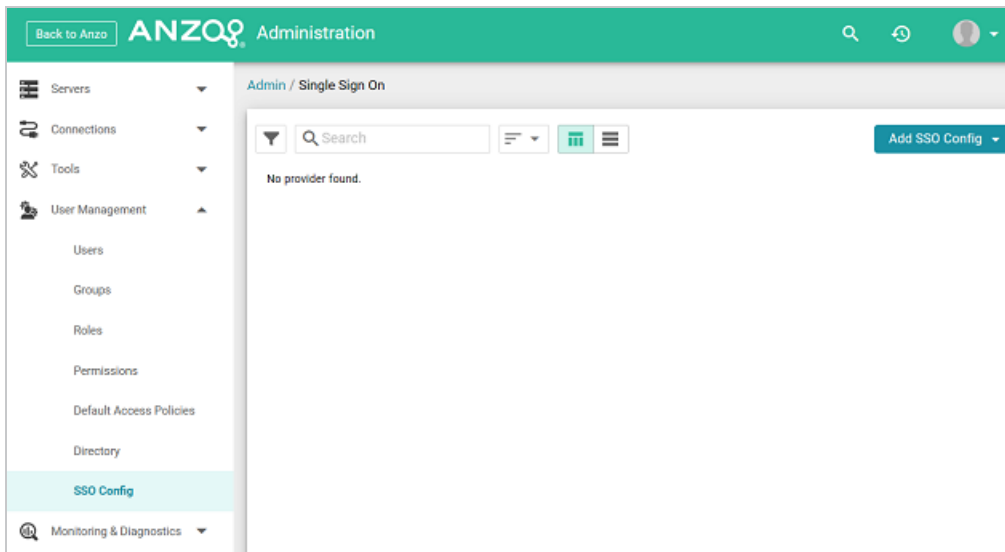 Back to Anzo ANZO Administration
Servers
Connections
Tools
User Management
Users
Groups
Roles
Permissions
Default Access Policies
Directory
SSO Config
Monitoring & Diagnostics
Admin / Single Sign On
Search
Add SSO Config
No provider found.